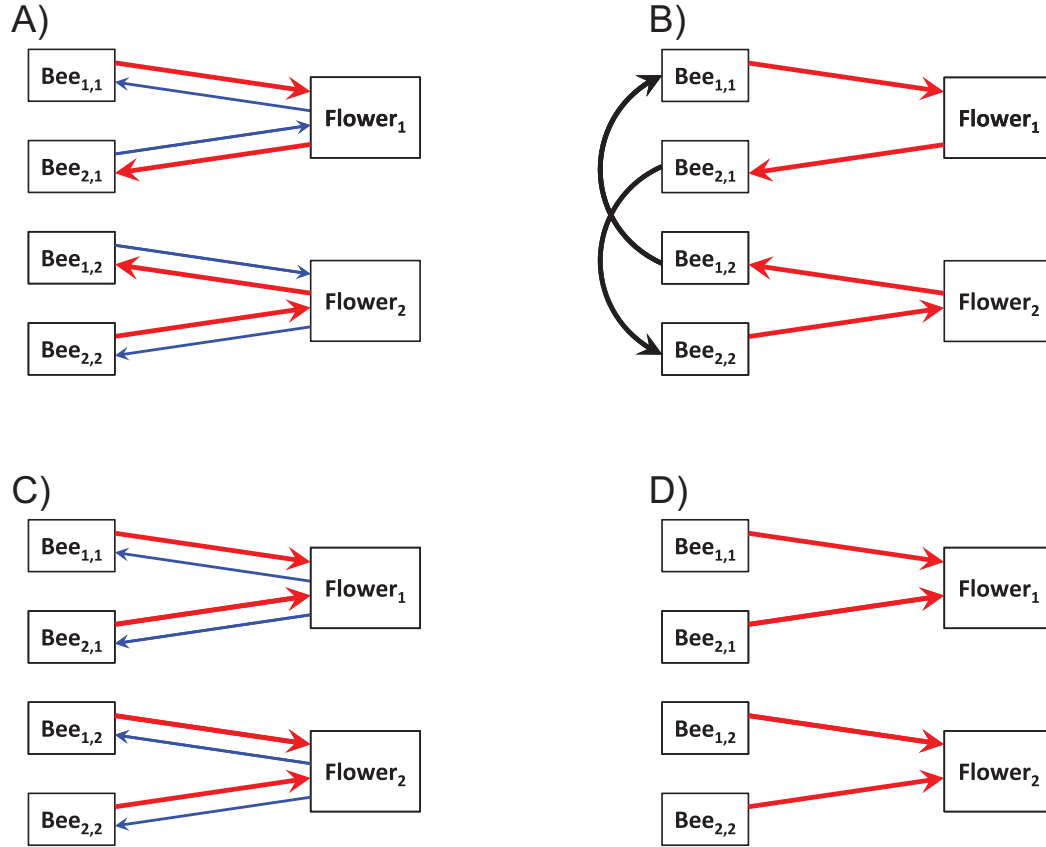 A)
B)
Bee1,1
Flower1
Bee2,1
Bee1,2
Flower2
Bee2,2
Bee1,1
Flower1
Bee2,1
Bee1,2
Flower2
Bee2,2
C)
D)
Bee1,1
Flower1
Bee2,1
Bee1,2
Flower2
Bee2,2
Bee1,1
Flower1
Bee2,1
Bee1,2
Flower2
Bee2,2